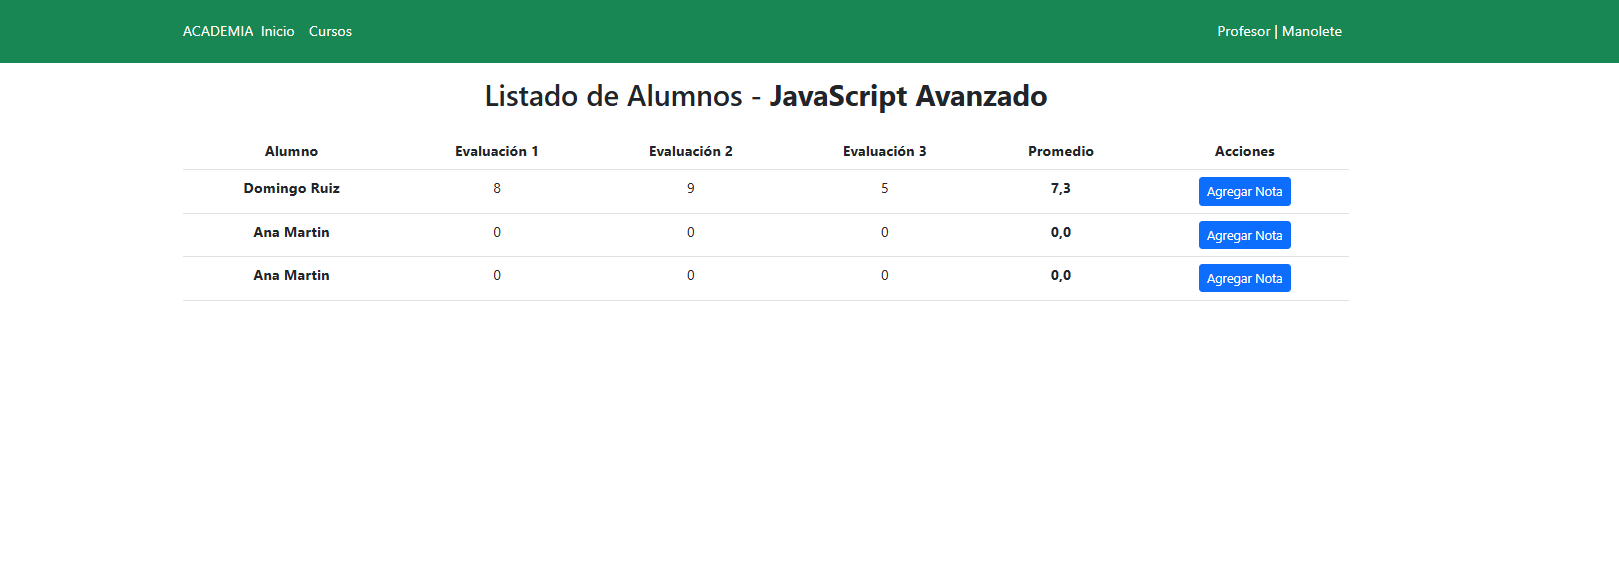 ACADEMIA Inicio Cursos Profesor | Manolete
Listado de Alumnos - JavaScript Avanzado
Alumno Evaluación 1 Evaluación 2 Evaluación 3 Promedio Acciones
Domingo Ruiz 8 9 5 7,3 Agregar Nota
Ana Martin 0 0 0 0,0 Agregar Nota
Ana Martin 0 0 0 0,0 Agregar Nota